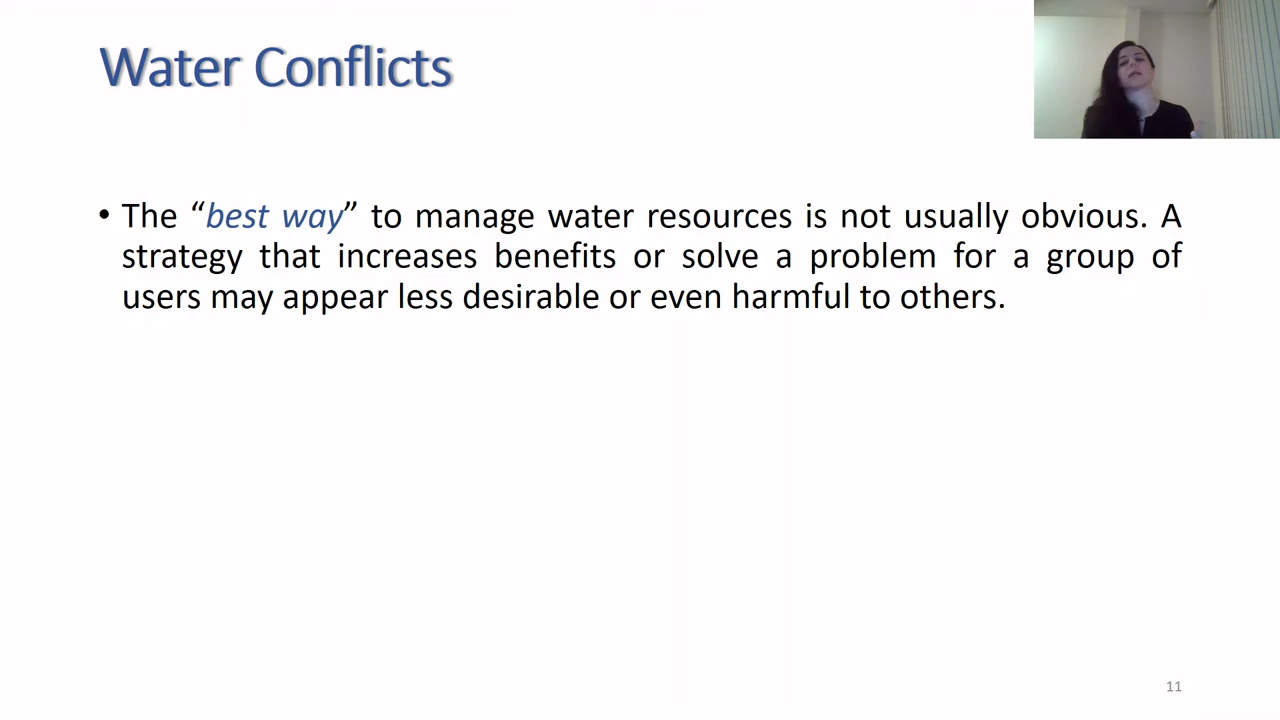 Water Conflicts
• The “best way” to manage water resources is not usually obvious. A
strategy that increases benefits or solve a problem for a group of
users may appear less desirable or even harmful to others.
11